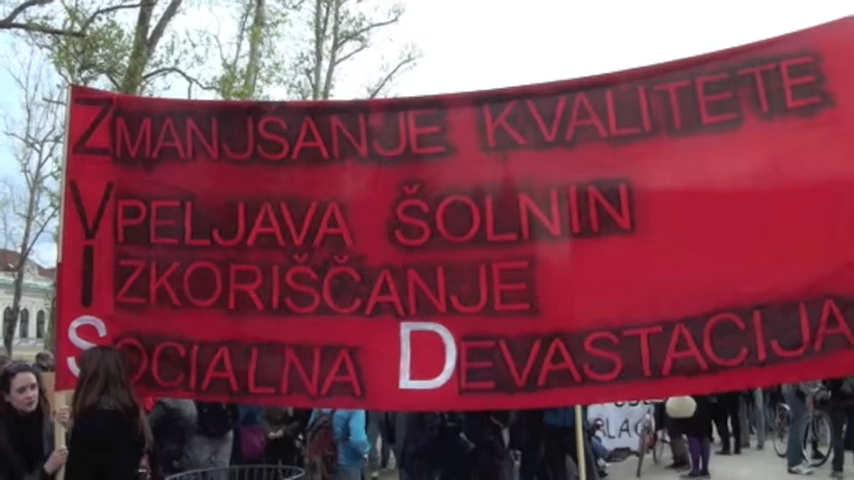 ZMANJŠANJE KVALITETE
VPELJAVA ŠOLNIN
IZKORIŠČANJE
SOCIALNA DEVASTACIJA